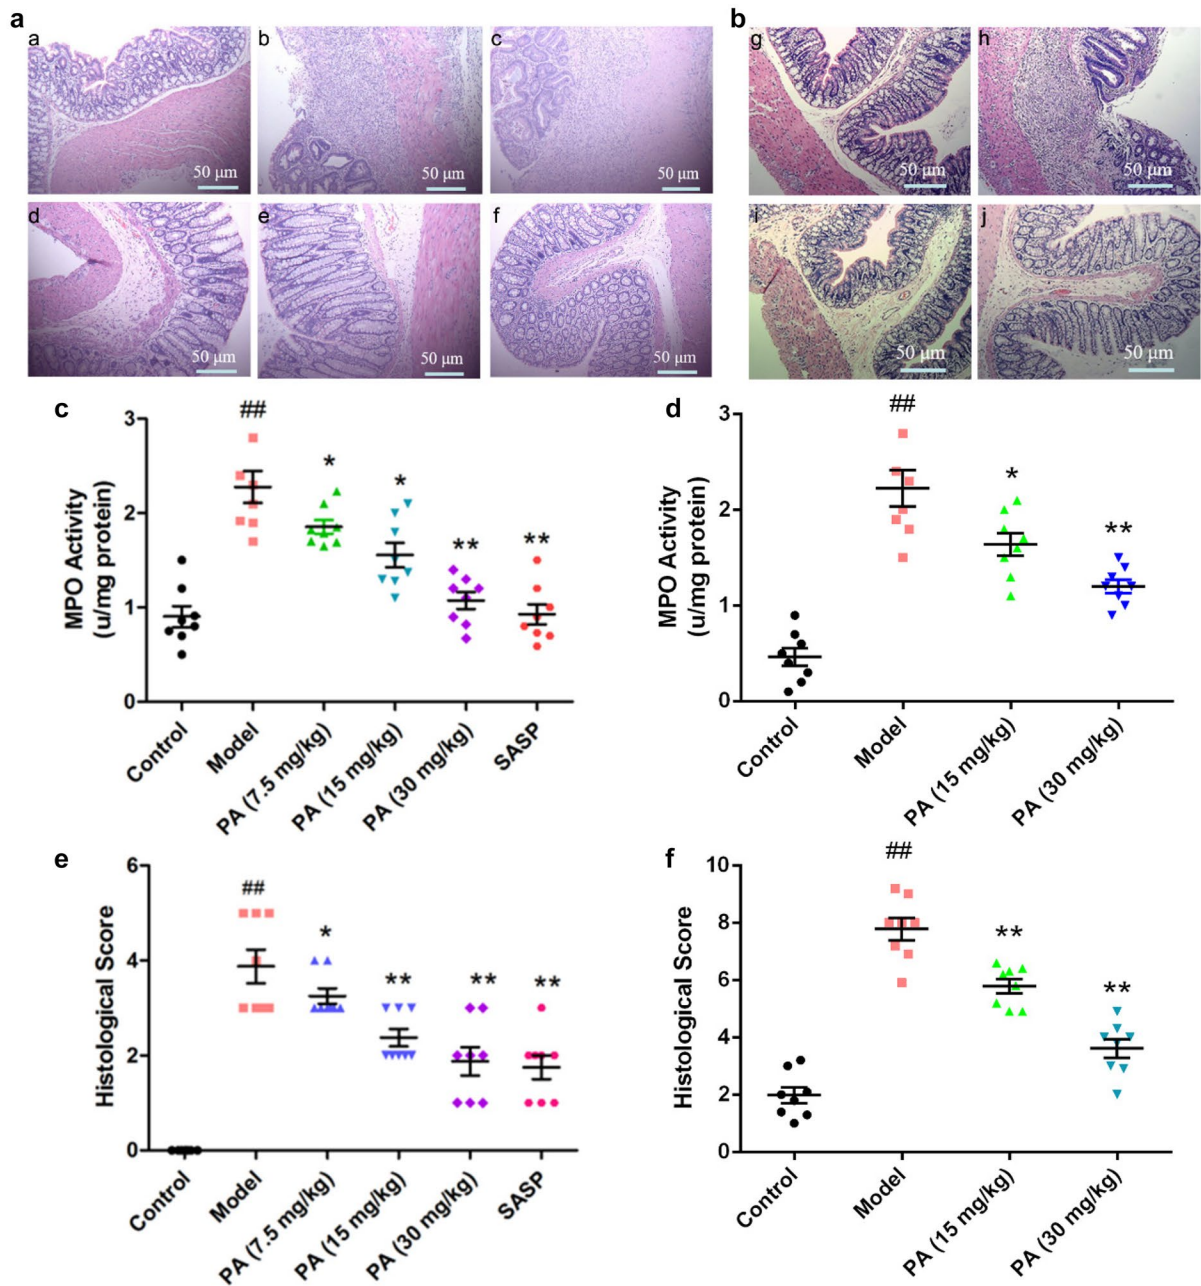 a
b
a
b
c
g
h
50 μm
50 μm
50 μm
50 μm
50 μm
d
e
f
i
j
50 μm
50 μm
50 μm
50 μm
50 μm
c
MPO Activity
(u/mg protein)
3
2
1
0
##
*
*
**
**
Control
Model
PA (7.5 mg/kg)
PA (15 mg/kg)
PA (30 mg/kg)
SASP
d
MPO Activity
(u/mg protein)
3
2
1
0
##
*
**
Control
Model
PA (15 mg/kg)
PA (30 mg/kg)
e
Histological Score
6
4
2
0
##
*
**
**
**
Control
Model
PA (7.5 mg/kg)
PA (15 mg/kg)
PA (30 mg/kg)
SASP
f
Histological Score
10
8
6
4
2
0
##
**
**
Control
Model
PA (15 mg/kg)
PA (30 mg/kg)